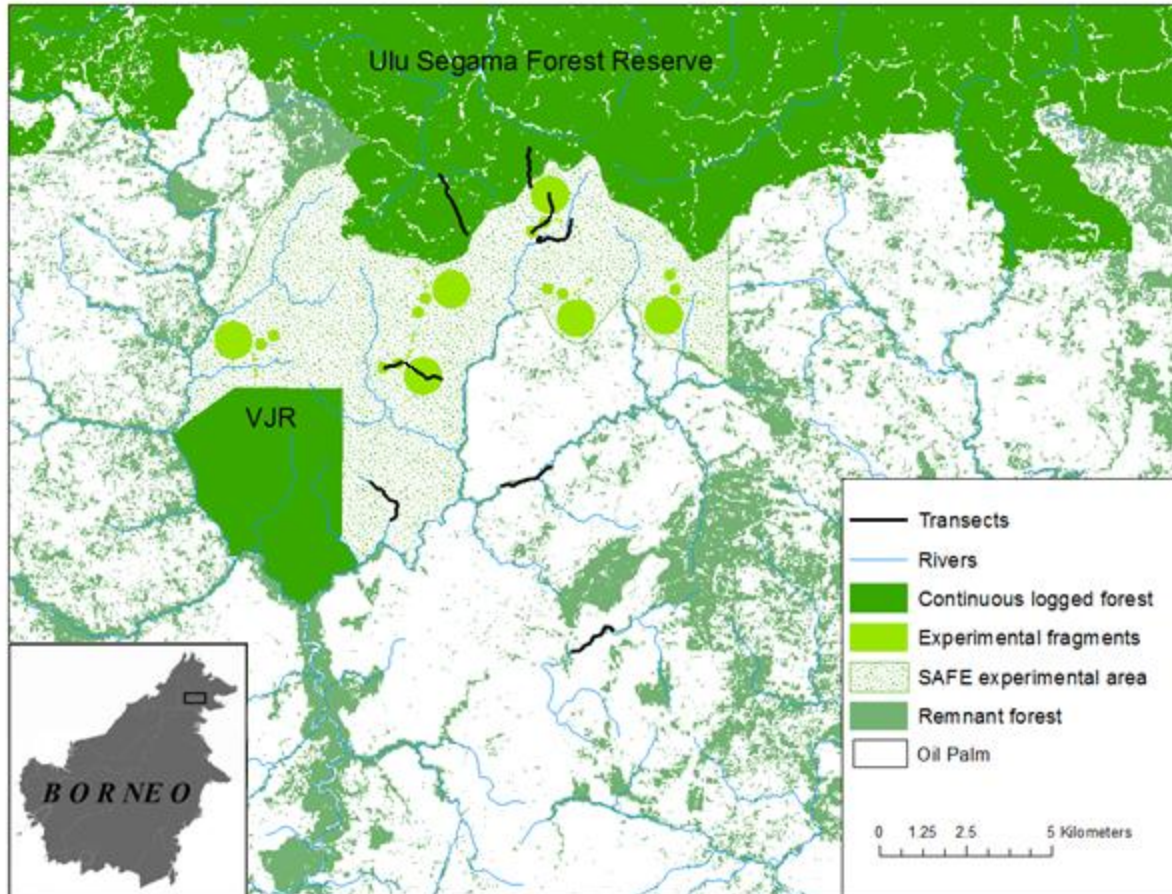 Ulu Segama Forest Reserve
VJR
Transects
Rivers
Continuous logged forest
Experimental fragments
SAFE experimental area
Remnant forest
Oil Palm
0 1.25 2.5 5 Kilometers
BORNEO